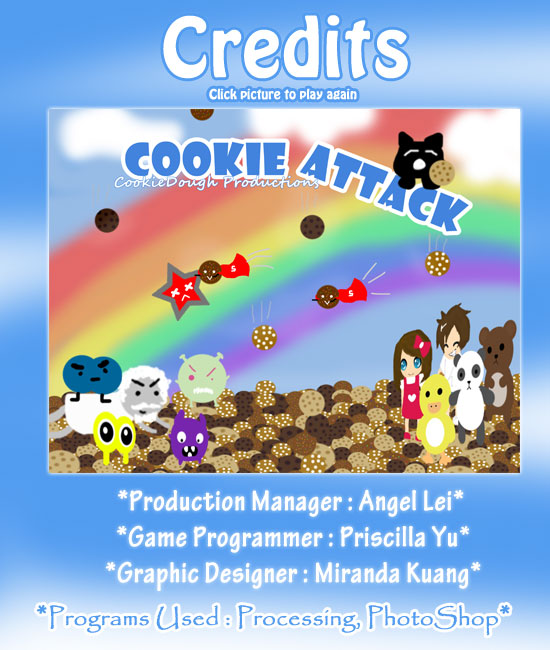 Credits
Click picture to play again
COOKIE ATTACK
CookieDough Productions
S
S
*Production Manager : Angel Lei*
*Game Programmer : Priscilla Yu*
*Graphic Designer : Miranda Kuang*
*Programs Used : Processing, PhotoShop*